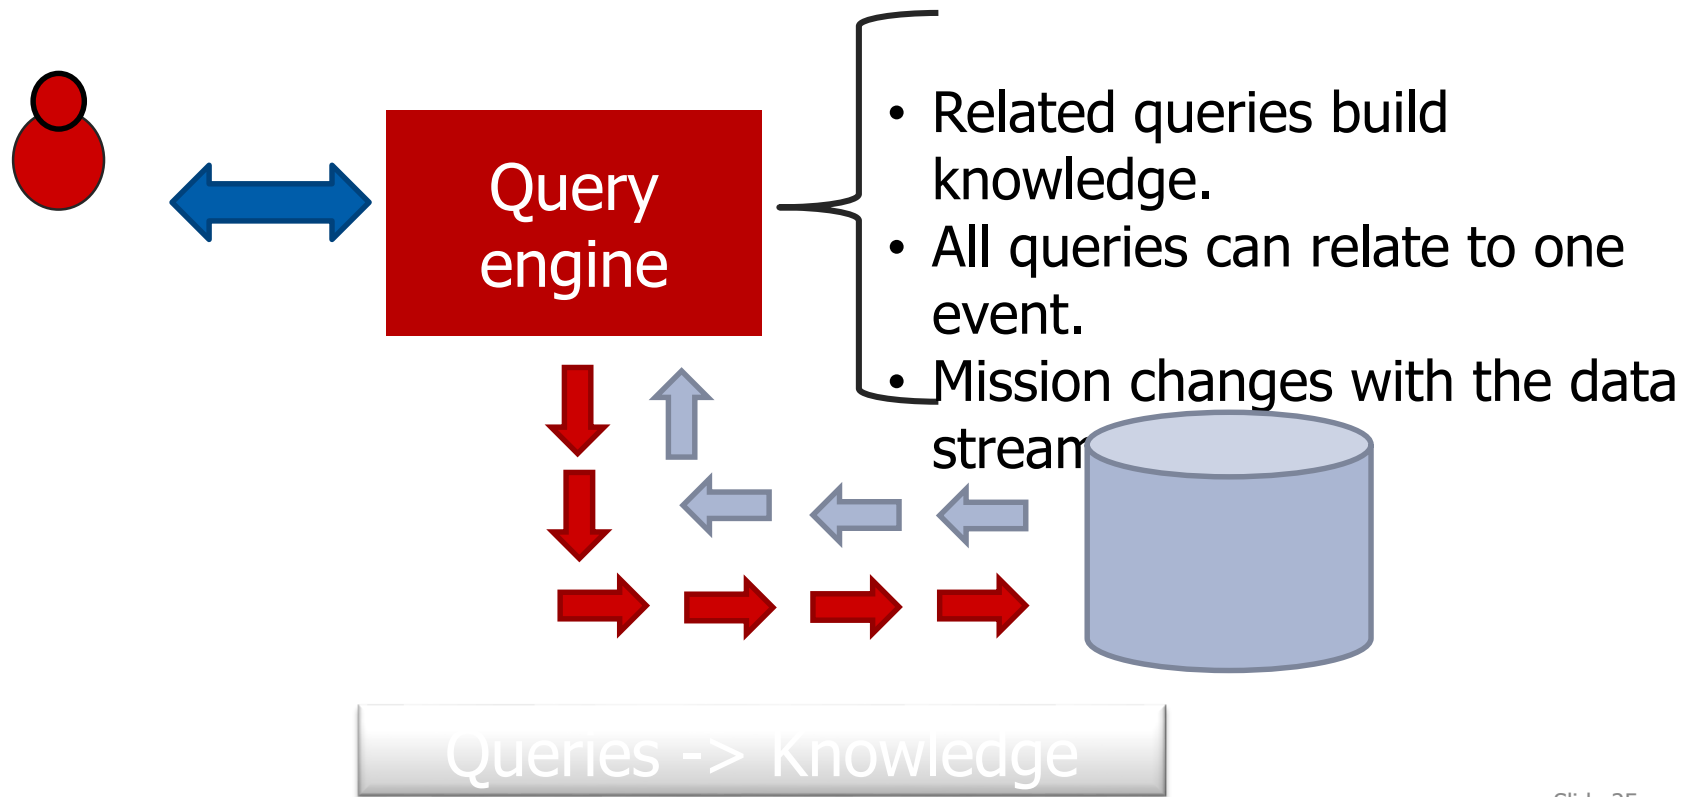 Query
engine
• Related queries build
knowledge.
• All queries can relate to one
event.
• Mission changes with the data
stream
Queries -> Knowledge